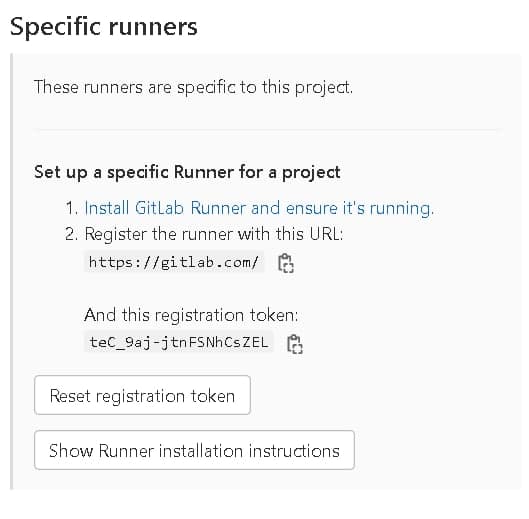 Specific runners
These runners are specific to this project.
Set up a specific Runner for a project
1. Install GitLab Runner and ensure it's running.
2. Register the runner with this URL:
https://gitlab.com/
And this registration token:
teC_9aj-jtnFSNhCsZEL
Reset registration token
Show Runner installation instructions